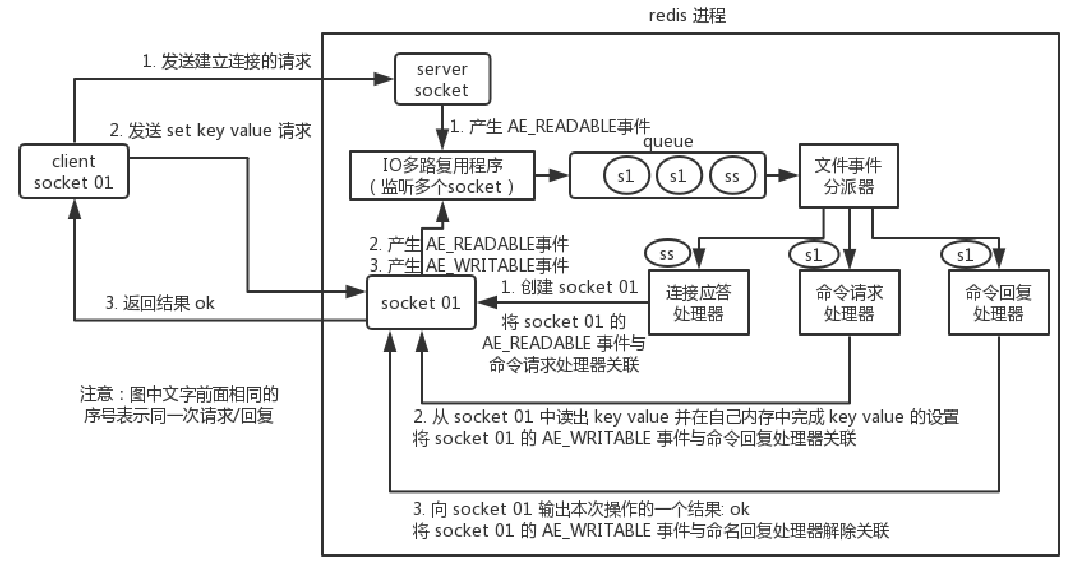 redis 进程
1. 发送建立连接的请求
server
socket
2. 发送 set key value 请求
1. 产生 AE_READABLE事件
queue
client
socket 01
IO多路复用程序
（监听多个socket）
s1
s1
ss
文件事件
分派器
2. 产生 AE_READABLE事件
3. 产生 AE_WRITABLE事件
ss
s1
s1
3. 返回结果 ok
socket 01
1. 创建 socket 01
连接应答
处理器
命令请求
处理器
命令回复
处理器
将 socket 01 的
AE_READABLE 事件与
命令请求处理器关联
注意：图中文字前面相同的
序号表示同一次请求/回复
2. 从 socket 01 中读出 key value 并在自己内存中完成 key value 的设置
将 socket 01 的 AE_WRITABLE 事件与命令回复处理器关联
3. 向 socket 01 输出本次操作的一个结果: ok
将 socket 01 的 AE_WRITABLE 事件与命名回复处理器解除关联